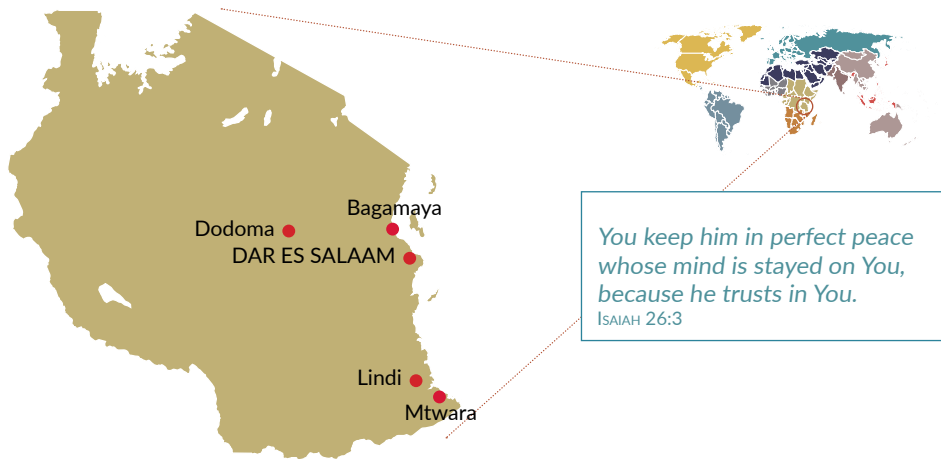 Bagamaya
Dodoma
DAR ES SALAAM
You keep him in perfect peace
whose mind is stayed on You,
because he trusts in You.
ISAIAH 26:3
Lindi
Mtwara